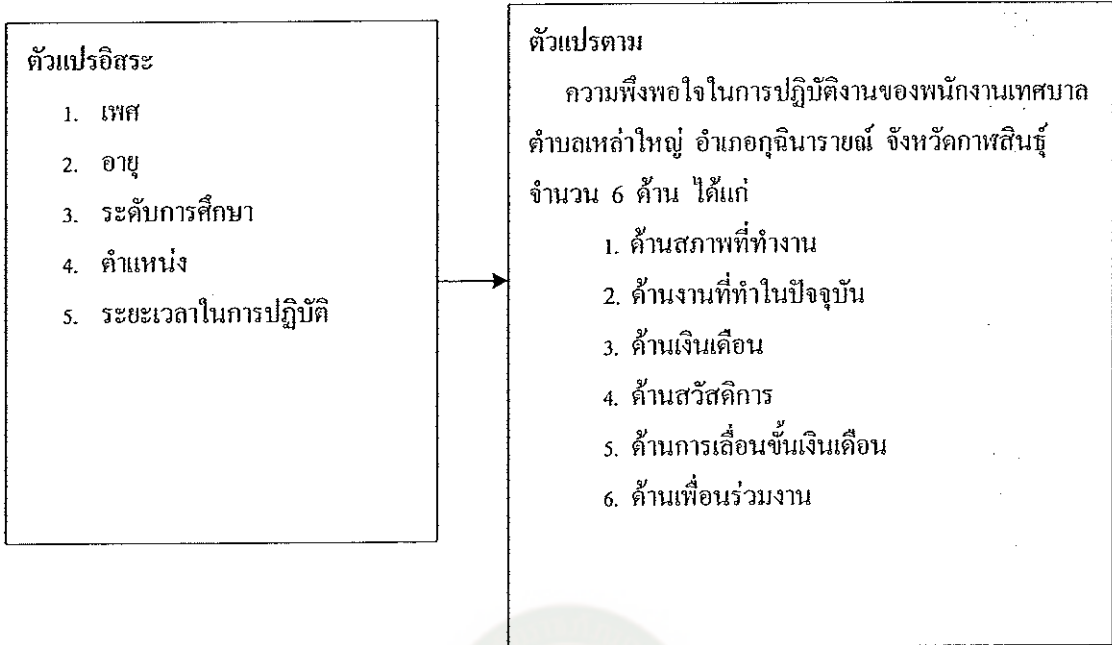 ตัวแปรอิสระ
1. เพศ
2. อายุ
3. ระดับการศึกษา
4. ตำแหน่ง
5. ระยะเวลาในการปฏิบัติ
ตัวแปรตาม
ความพึงพอใจในการปฏิบัติงานของพนักงานเทศบาล
ตำบลเหล่าใหญ่ อำเภอกุฉินารายณ์ จังหวัดกาฬสินธุ์
จำนวน 6 ด้าน ได้แก่
1. ด้านสภาพที่ทำงาน
2. ด้านงานที่ทำในปัจจุบัน
3. ด้านเงินเดือน
4. ด้านสวัสดิการ
5. ด้านการเลื่อนขั้นเงินเดือน
6. ด้านเพื่อนร่วมงาน